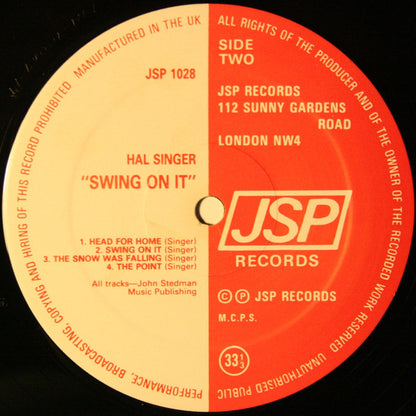 ALL RIGHTS OF THE PRODUCER AND OF THE OWNER OF THE RECORDED WORK RESERVED UNAUTHORISED PUBLIC PERFORMANCE, BROADCASTING, COPYING AND HIRING OF THIS RECORD PROHIBITED MANUFACTURED IN THE UK
JSP 1028
HAL SINGER
"SWING ON IT"
1. HEAD FOR HOME (Singer)
2. SWING ON IT (Singer)
3. THE SNOW WAS FALLING (Singer)
4. THE POINT (Singer)
All tracks—John Stedman
Music Publishing
SIDE
TWO
JSP RECORDS
112 SUNNY GARDENS
ROAD
LONDON NW4
JSP
RECORDS
© Ⓟ JSP RECORDS
M.C.P.S.
33 1/3